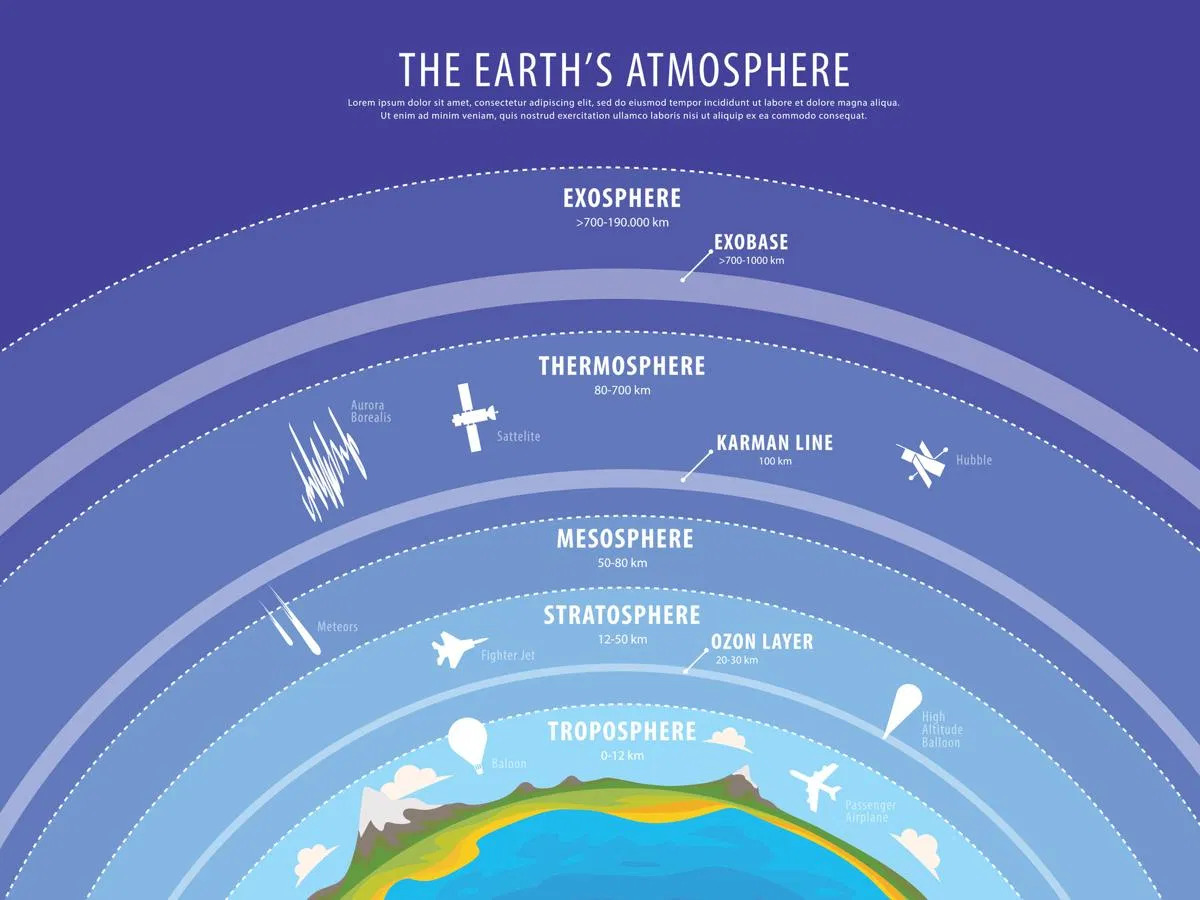 THE EARTH'S ATMOSPHERE
Lorem ipsum dolor sit amet, consectetur adipiscing elit, sed do eiusmod tempor incididunt ut labore et dolore magna aliqua.
Ut enim ad minim veniam, quis nostrud exercitation ullamco laboris nisi ut aliquip ex ea commodo consequat.
EXOSPHERE
>700-190.000 km
EXOBASE
>700-1000 km
THERMOSPHERE
80-700 km
Aurora
Borealis
Sattelite
KARMAN LINE
100 km
Hubble
MESOSPHERE
50-80 km
Meteors
STRATOSPHERE
12-50 km
Fighter Jet
OZON LAYER
20-30 km
High
Altitude
Balloon
TROPOSPHERE
0-12 km
Baloon
Passenger
Airplane